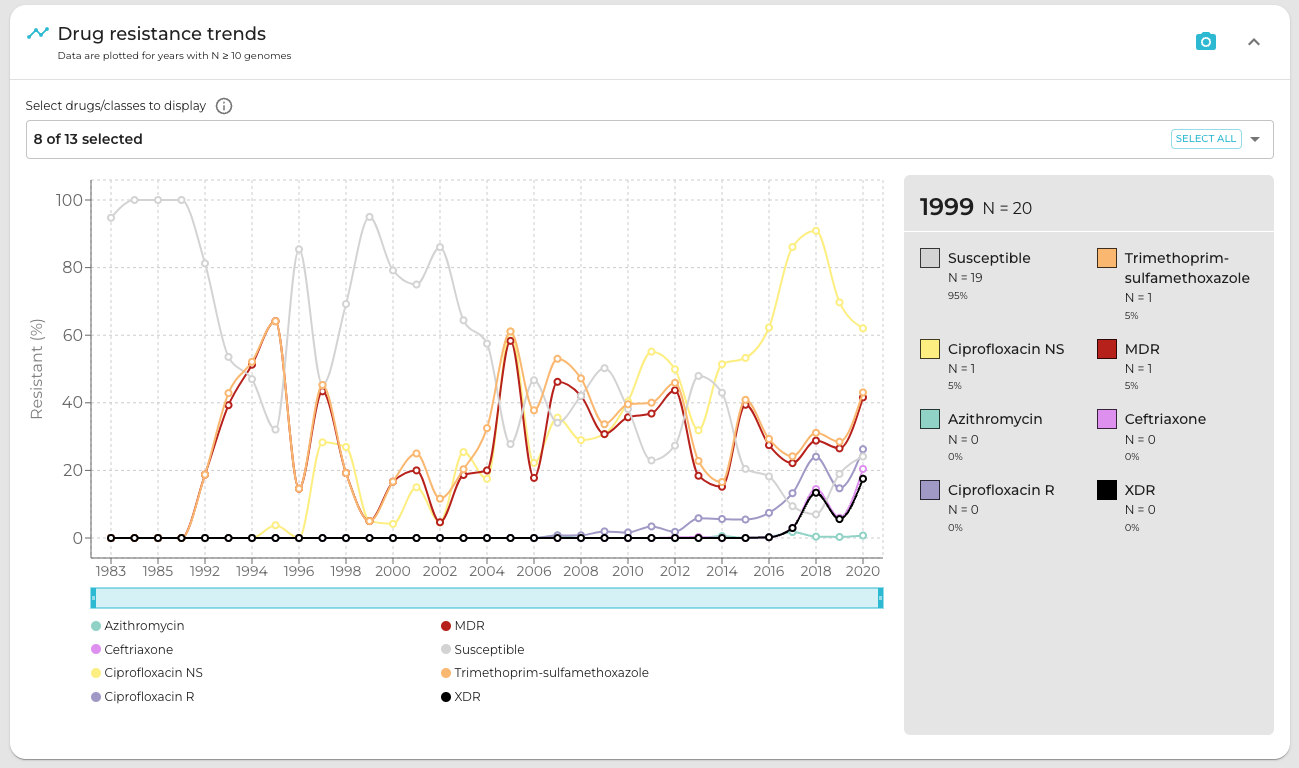 Drug resistance trends
Data are plotted for years with N ≥ 10 genomes
Select drugs/classes to display
8 of 13 selected
SELECT ALL
Resistant (%)
100
80
60
40
20
0
1983 1985 1992 1994 1996 1998 2000 2002 2004 2006 2008 2010 2012 2014 2016 2018 2020
Azithromycin
Ceftriaxone
Ciprofloxacin NS
Ciprofloxacin R
MDR
Susceptible
Trimethoprim-sulfamethoxazole
XDR
1999 N = 20
Susceptible
N = 19
95%
Trimethoprim-
sulfamethoxazole
N = 1
5%
Ciprofloxacin NS
N = 1
5%
MDR
N = 1
5%
Azithromycin
N = 0
0%
Ceftriaxone
N = 0
0%
Ciprofloxacin R
N = 0
0%
XDR
N = 0
0%